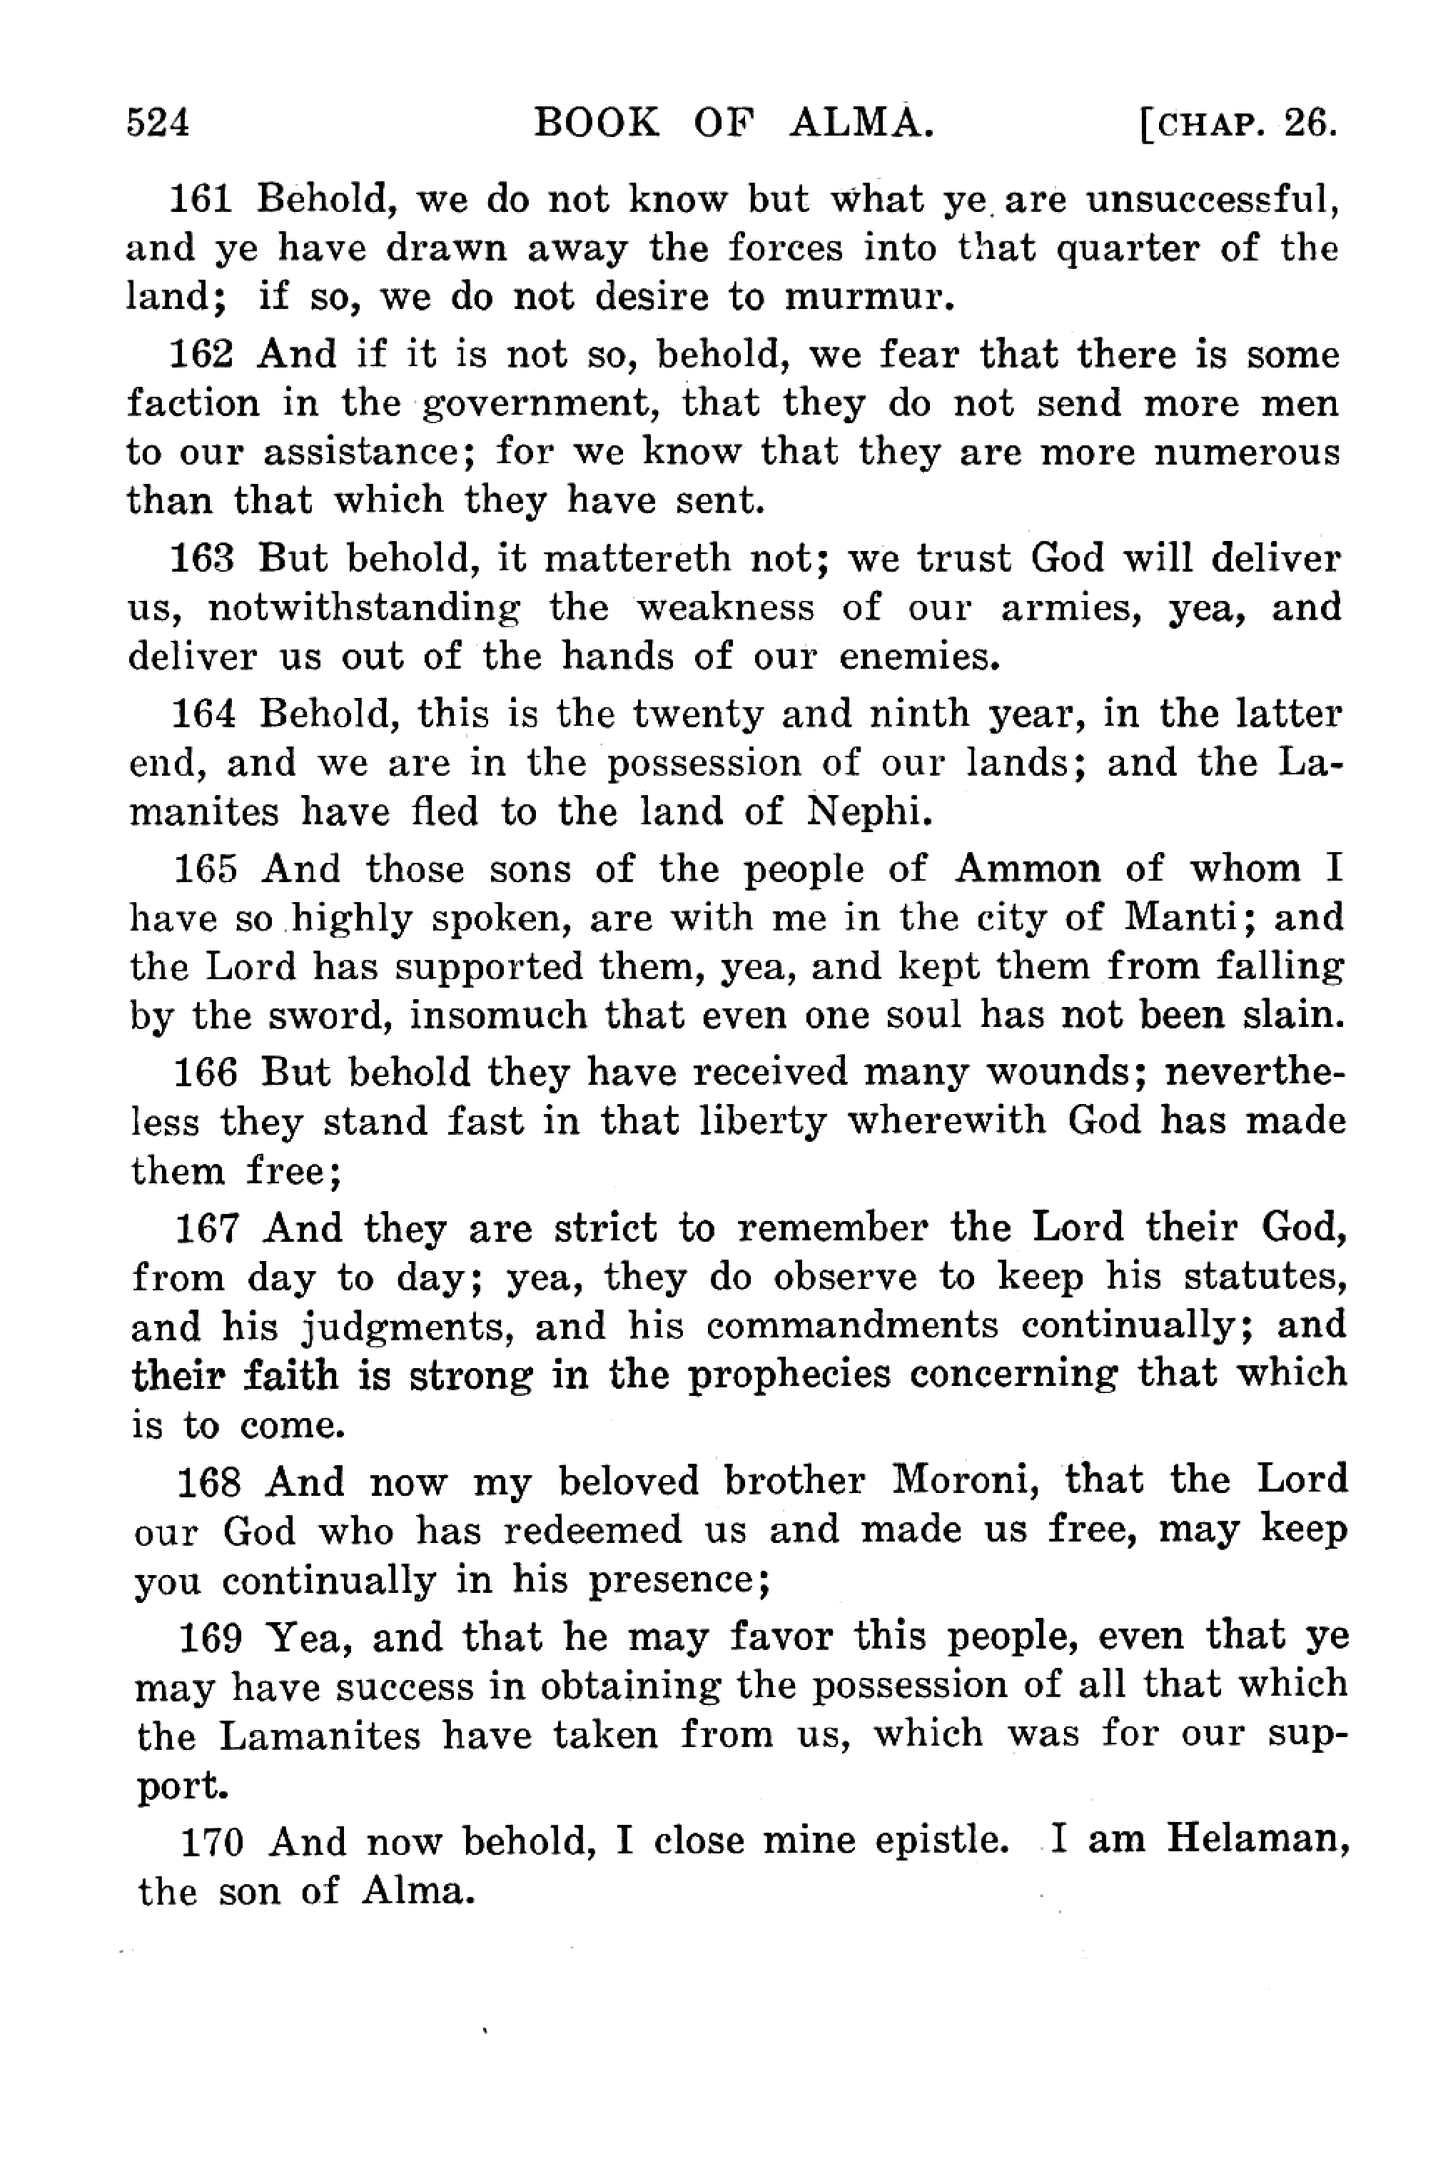 524 BOOK OF ALMA. [CHAP. 26.
161 Behold, we do not know but what ye are unsuccessful,
and ye have drawn away the forces into that quarter of the
land; if so, we do not desire to murmur.
162 And if it is not so, behold, we fear that there is some
faction in the government, that they do not send more men
to our assistance; for we know that they are more numerous
than that which they have sent.
163 But behold, it mattereth not; we trust God will deliver
us, notwithstanding the weakness of our armies, yea, and
deliver us out of the hands of our enemies.
164 Behold, this is the twenty and ninth year, in the latter
end, and we are in the possession of our lands; and the La-
manites have fled to the land of Nephi.
165 And those sons of the people of Ammon of whom I
have so highly spoken, are with me in the city of Manti; and
the Lord has supported them, yea, and kept them from falling
by the sword, insomuch that even one soul has not been slain.
166 But behold they have received many wounds; neverthe-
less they stand fast in that liberty wherewith God has made
them free;
167 And they are strict to remember the Lord their God,
from day to day; yea, they do observe to keep his statutes,
and his judgments, and his commandments continually; and
their faith is strong in the prophecies concerning that which
is to come.
168 And now my beloved brother Moroni, that the Lord
our God who has redeemed us and made us free, may keep
you continually in his presence;
169 Yea, and that he may favor this people, even that ye
may have success in obtaining the possession of all that which
the Lamanites have taken from us, which was for our sup-
port.
170 And now behold, I close mine epistle. I am Helaman,
the son of Alma.